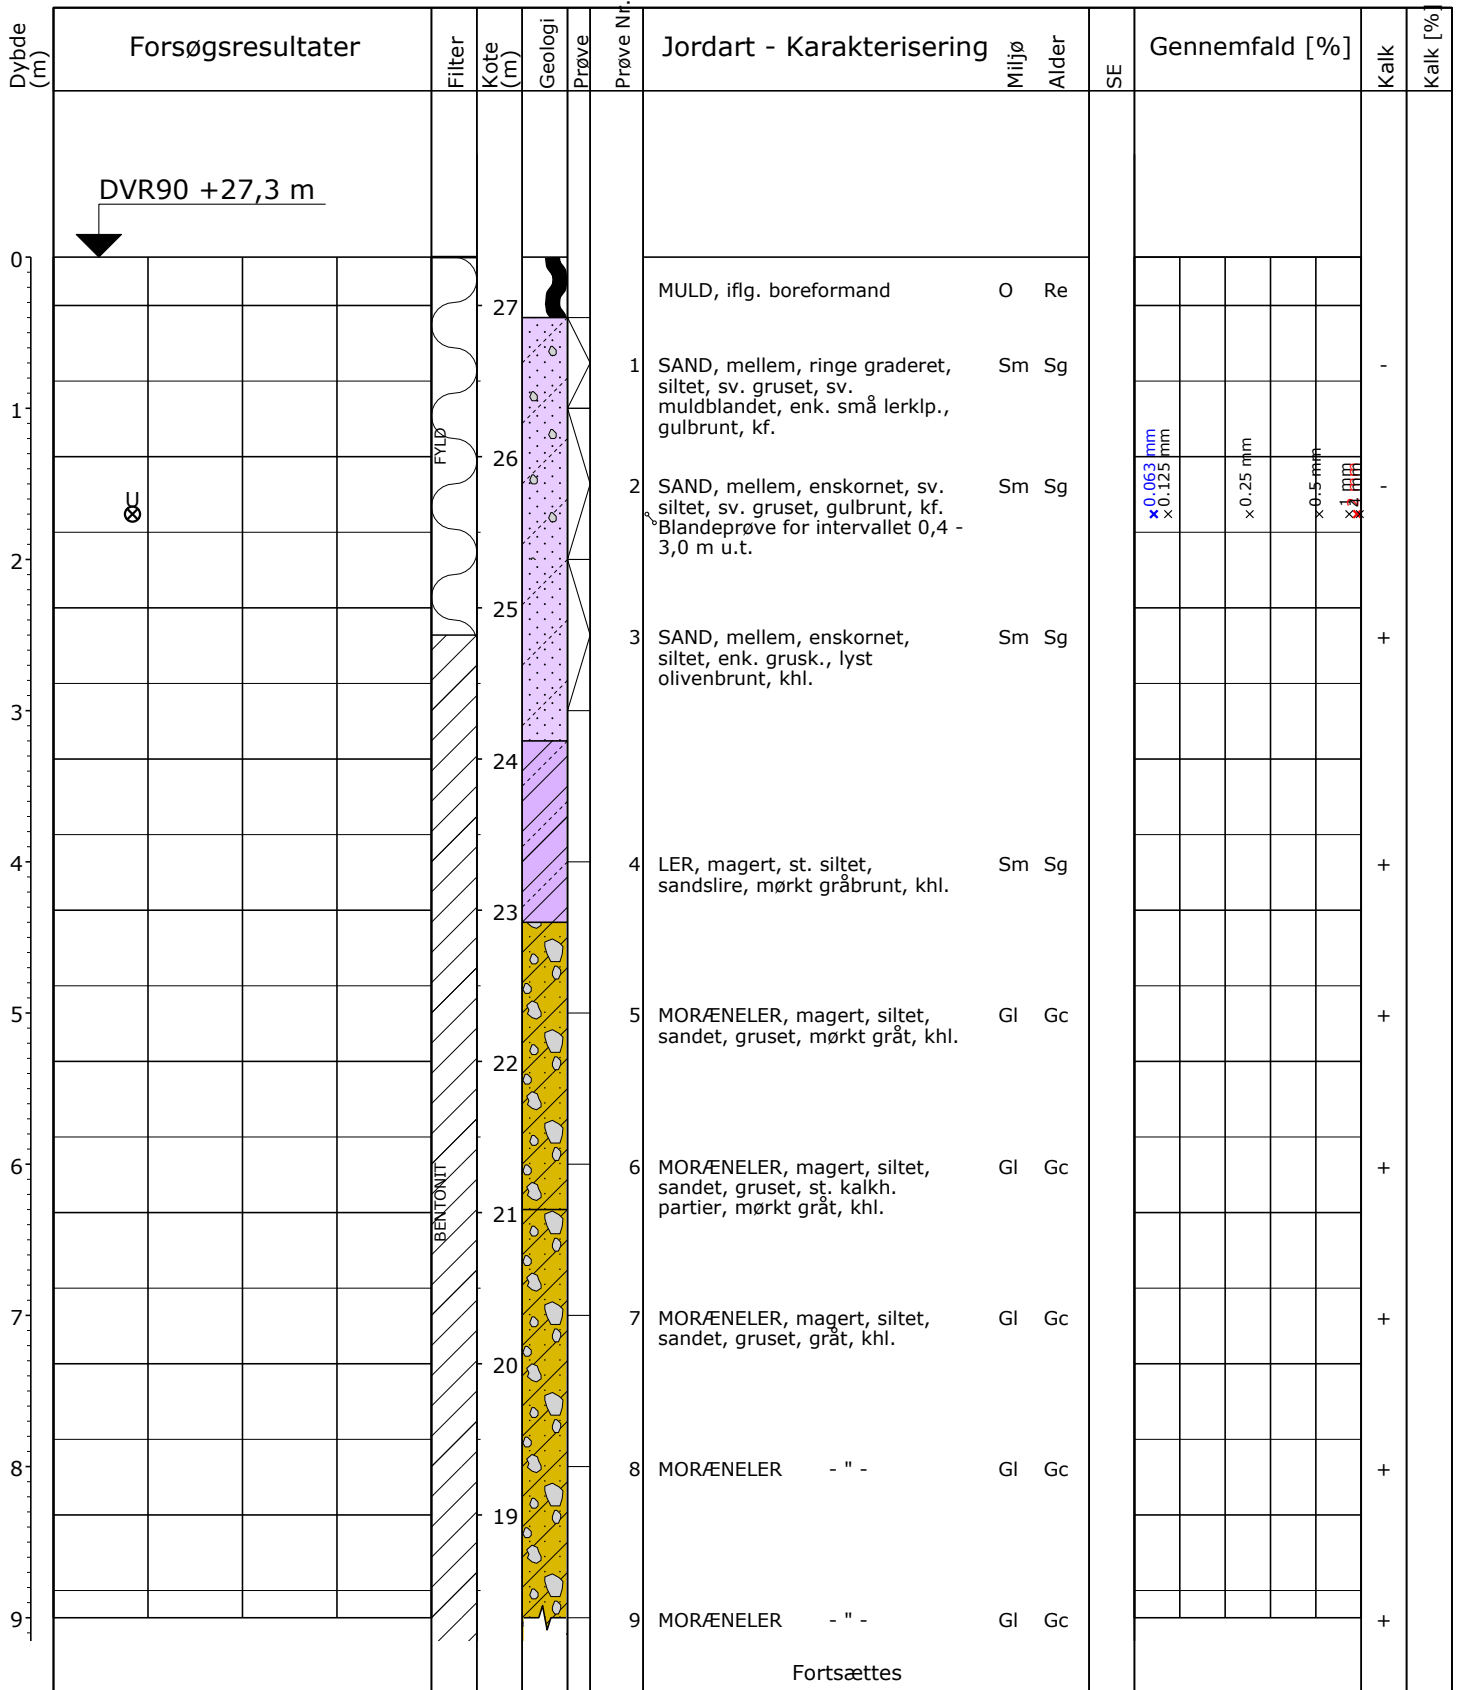 Dybde (m)
Forsøgsresultater
Filter
Kote (m)
Geologi
Prøve
Prøve Nr.
Jordart - Karakterisering
Miljø
Alder
SE
Gennemfald [%]
Kalk
Kalk [%]
DVR90 +27,3 m
0
MULD, iflg. boreformand O Re
27
1 SAND, mellem, ringe graderet, Sm Sg -
siltet, sv. gruset, sv.
1
muldblandet, enk. små lerklp.,
gulbrunt, kf.
FYLD
26
0.063 mm
0.125 mm
0.25 mm
0.5 mm
1 mm
2 mm
4 mm
2 SAND, mellem, enskornet, sv. Sm Sg -
U
siltet, sv. gruset, gulbrunt, kf.
Blandeprøve for intervallet 0,4 -
3,0 m u.t.
2
25
3 SAND, mellem, enskornet, Sm Sg +
siltet, enk. grusk., lyst
olivenbrunt, khl.
3
24
4 4 LER, magert, st. siltet, Sm Sg +
sandslire, mørkt gråbrunt, khl.
23
5 5 MORÆNELER, magert, siltet, Gl Gc +
sandet, gruset, mørkt gråt, khl.
22
6 6 MORÆNELER, magert, siltet, Gl Gc +
sandet, gruset, st. kalkh.
partier, mørkt gråt, khl.
BENTONIT
21
7 7 MORÆNELER, magert, siltet, Gl Gc +
sandet, gruset, gråt, khl.
20
8 8 MORÆNELER - " - Gl Gc +
19
9 9 MORÆNELER - " - Gl Gc +
Fortsættes